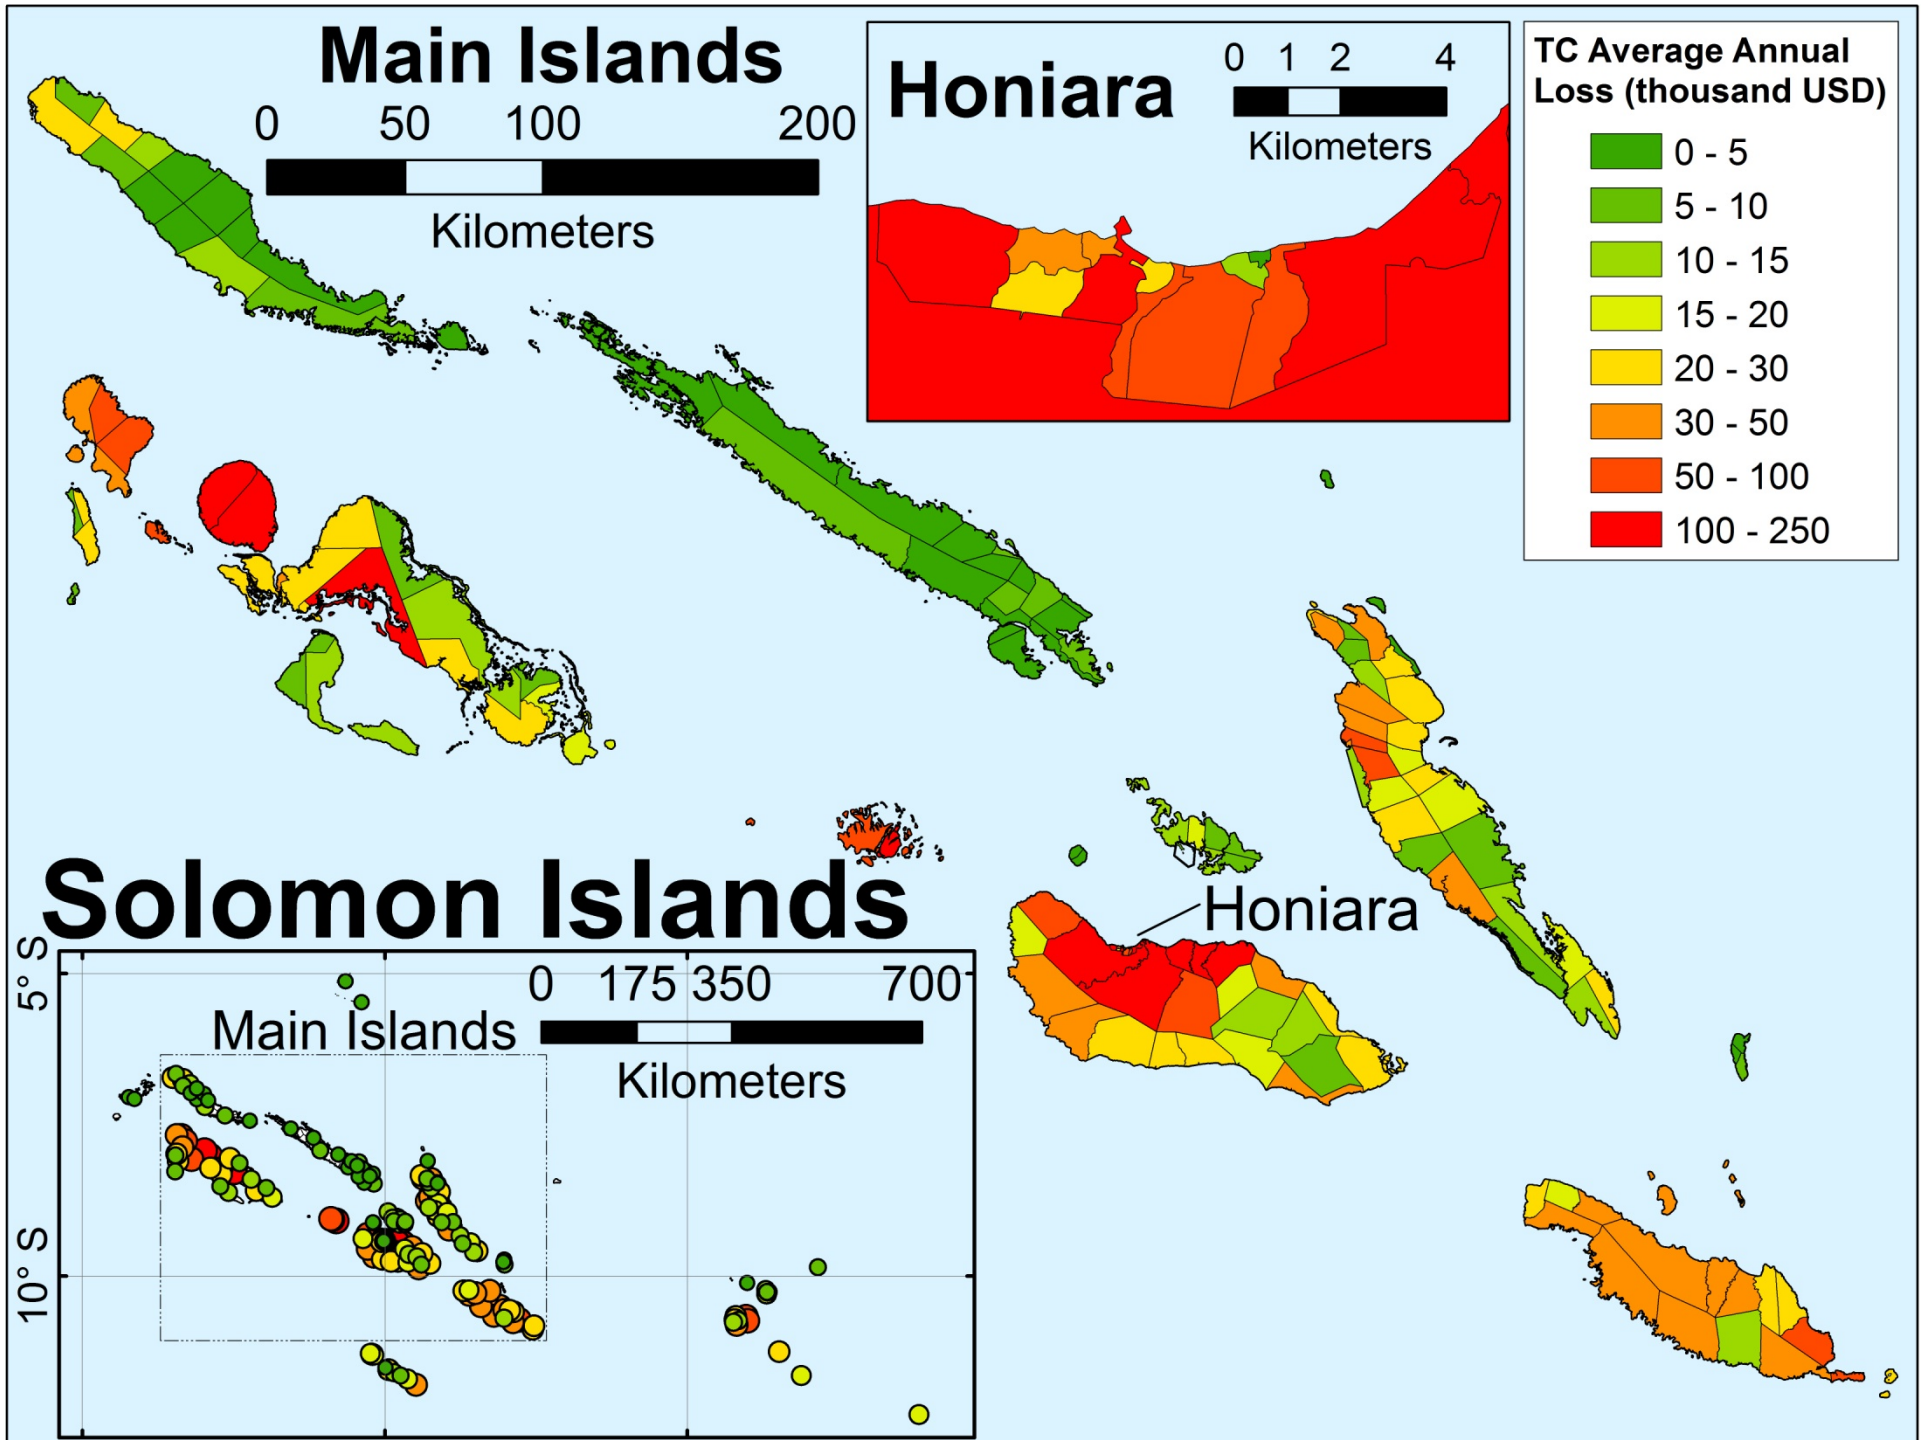 Main Islands
0 50 100 200
Kilometers
Honiara
0 1 2 4
Kilometers
TC Average Annual
Loss (thousand USD)
0 - 5
5 - 10
10 - 15
15 - 20
20 - 30
30 - 50
50 - 100
100 - 250
Honiara
Solomon Islands
5° S
10° S
0 175 350 700
Main Islands
Kilometers